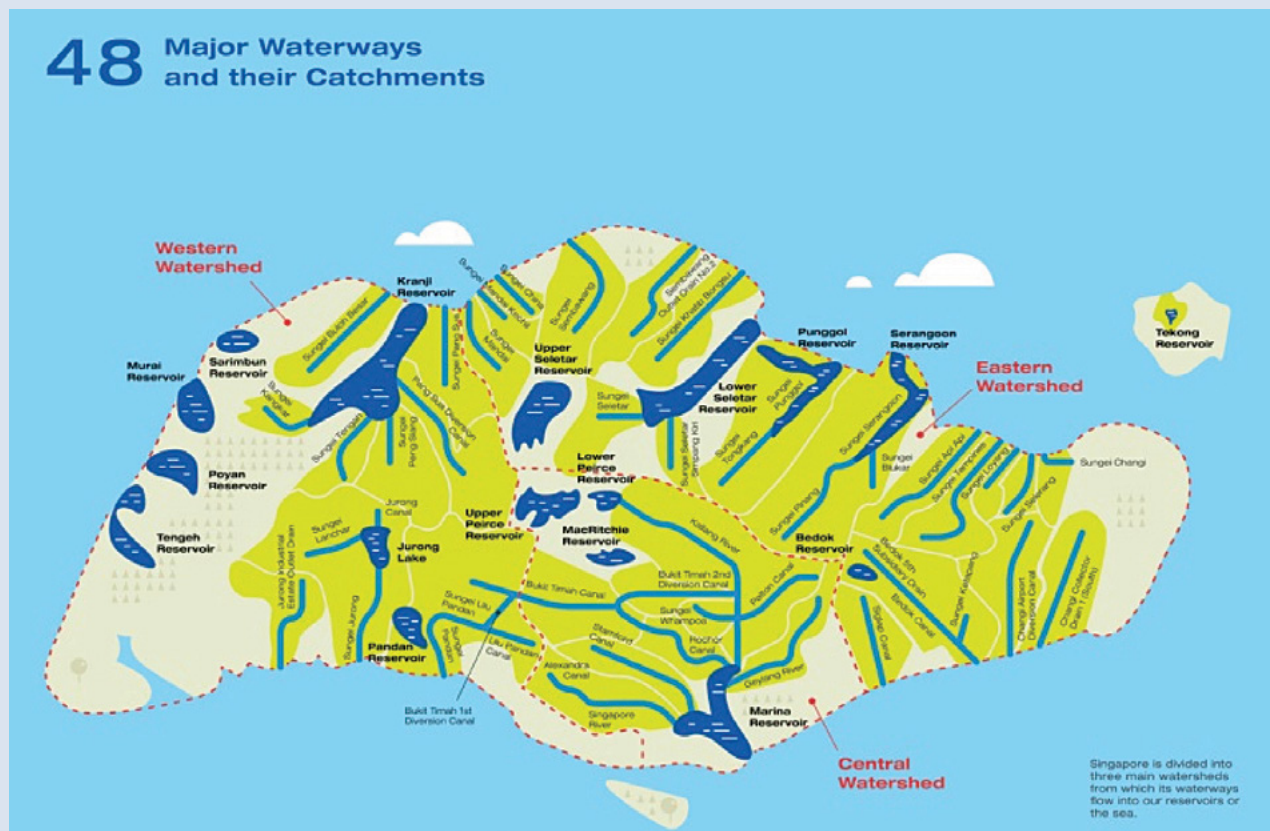 48
Major Waterways
and their Catchments
Western
Watershed
Kranji
Reservoir
Sungei Buloh Besar
Sungei Mandai Kechil
Sungei China
Sungei
Sembawang
Sembawang
Outlet Drain No.2
Sungei Khatib Bongsu
Sarimbun
Reservoir
Murai
Reservoir
Sungei Pang Sua
Sungei
Mandai
Upper
Seletar
Reservoir
Punggol
Reservoir
Serangoon
Reservoir
Tekong
Reservoir
Eastern
Watershed
Sungei
Kangkar
Pang Sua Diversion
Canal
Sungei
Seletar
Lower
Seletar
Reservoir
Sungei
Punggol
Sungei Tengah
Sungei
Peng Siang
Sungei Seletar
Simpang Kiri
Sungei
Tongkang
Sungei Serangoon
Sungei
Blukar
Sungei Api Api
Sungei Tampines
Sungei Loyang
Sungei Changi
Poyan
Reservoir
Lower
Peirce
Reservoir
Sungei Pinang
Sungei Selarang
Tengeh
Reservoir
Jurong
Canal
Sungei
Lanchar
Jurong
Lake
Upper
Peirce
Reservoir
MacRitchie
Reservoir
Kallang River
Bedok
Reservoir
Jurong Industrial
Estate Outlet Drain
Sungei Jurong
Bukit Timah Canal
Bukit Timah 2nd
Diversion Canal
Pelton Canal
Bedok 5th
Subsidiary Drain
Bedok Canal
Sungei Ketapang
Changi Airport
Diversion Canal
Changi Collector
Drain 1 (South)
Sungei Ulu
Pandan
Sungei
Whampoa
Siglap Canal
Pandan
Reservoir
Sungei
Pandan
Ulu Pandan
Canal
Stamford
Canal
Rochor
Canal
Alexandra
Canal
Geylang River
Bukit Timah 1st
Diversion Canal
Singapore
River
Marina
Reservoir
Central
Watershed
Singapore is divided into
three main watersheds
from which its waterways
flow into our reservoirs or
the sea.